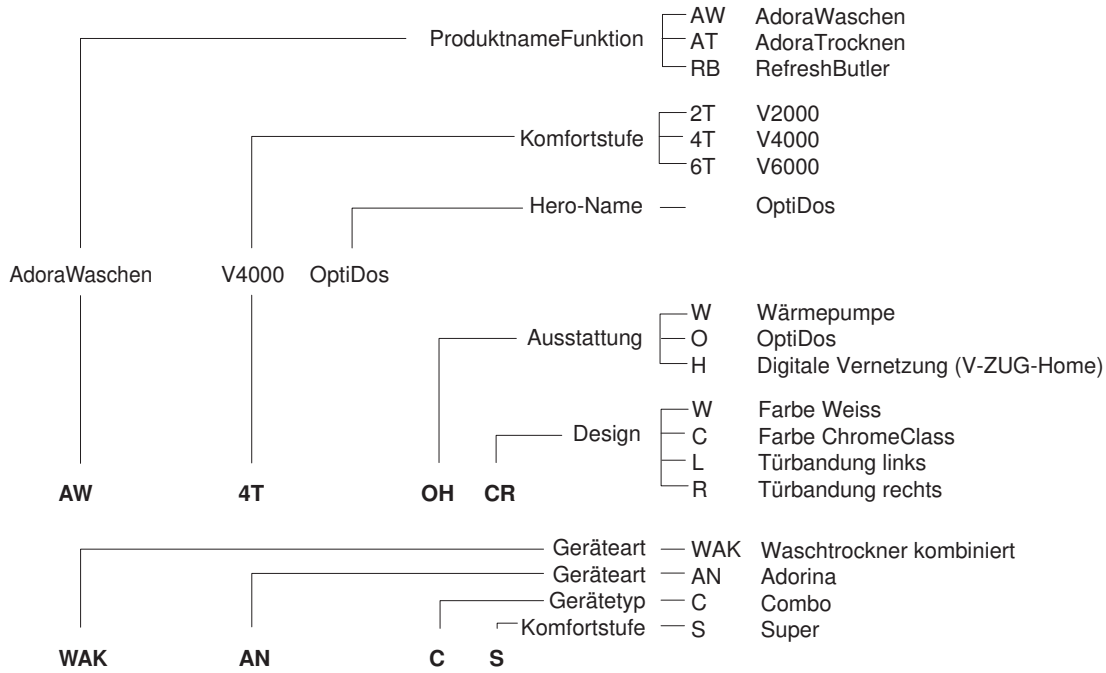 AW AdoraWaschen
ProduktnameFunktion AT AdoraTrocknen
RB RefreshButler
2T V2000
Komfortstufe 4T V4000
6T V6000
Hero-Name OptiDos
AdoraWaschen V4000 OptiDos
W Wärmepumpe
Ausstattung O OptiDos
H Digitale Vernetzung (V-ZUG-Home)
W Farbe Weiss
Design C Farbe ChromeClass
L Türbandung links
AW 4T OH CR R Türbandung rechts
Geräteart WAK Waschtrockner kombiniert
Geräteart AN Adorina
Gerätetyp C Combo
Komfortstufe S Super
WAK AN C S